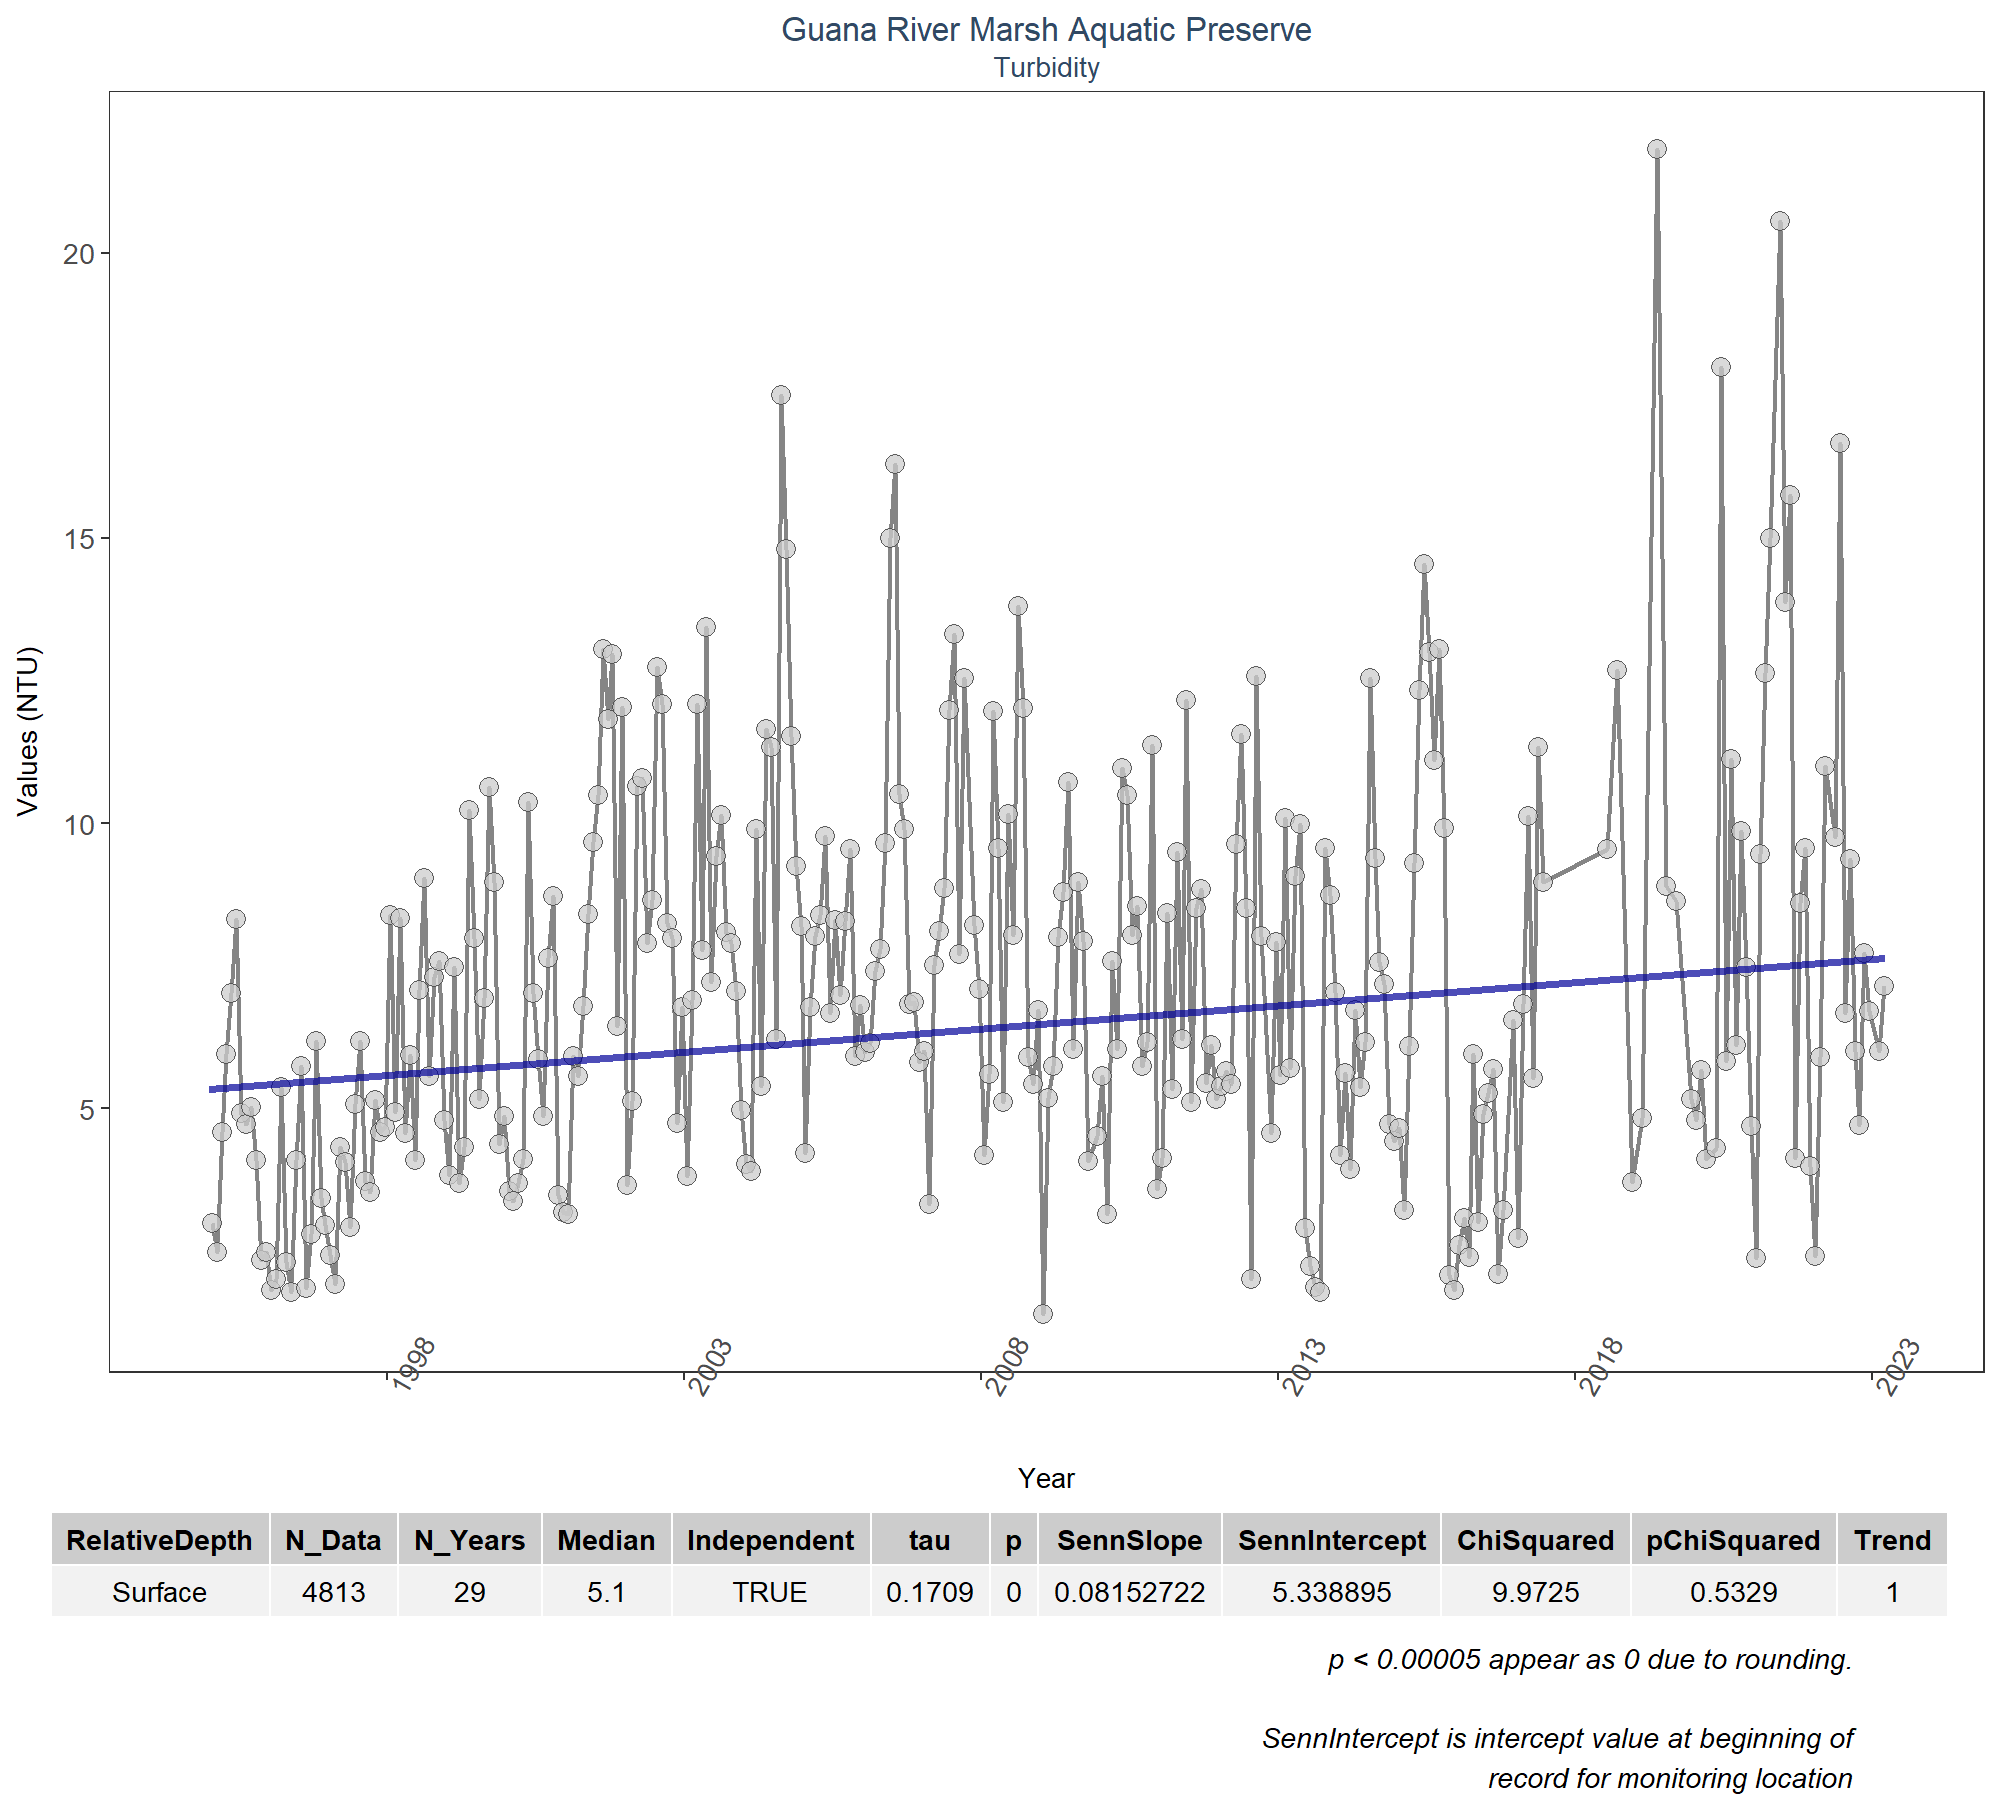 Guana River Marsh Aquatic Preserve
Turbidity
Values (NTU)
20
15
10
5
1998 2003 2008 2013 2018 2023
Year
RelativeDepth N_Data N_Years Median Independent tau p SennSlope SennIntercept ChiSquared pChiSquared Trend
Surface 4813 29 5.1 TRUE 0.1709 0 0.08152722 5.338895 9.9725 0.5329 1
p < 0.00005 appear as 0 due to rounding.
SennIntercept is intercept value at beginning of
record for monitoring location